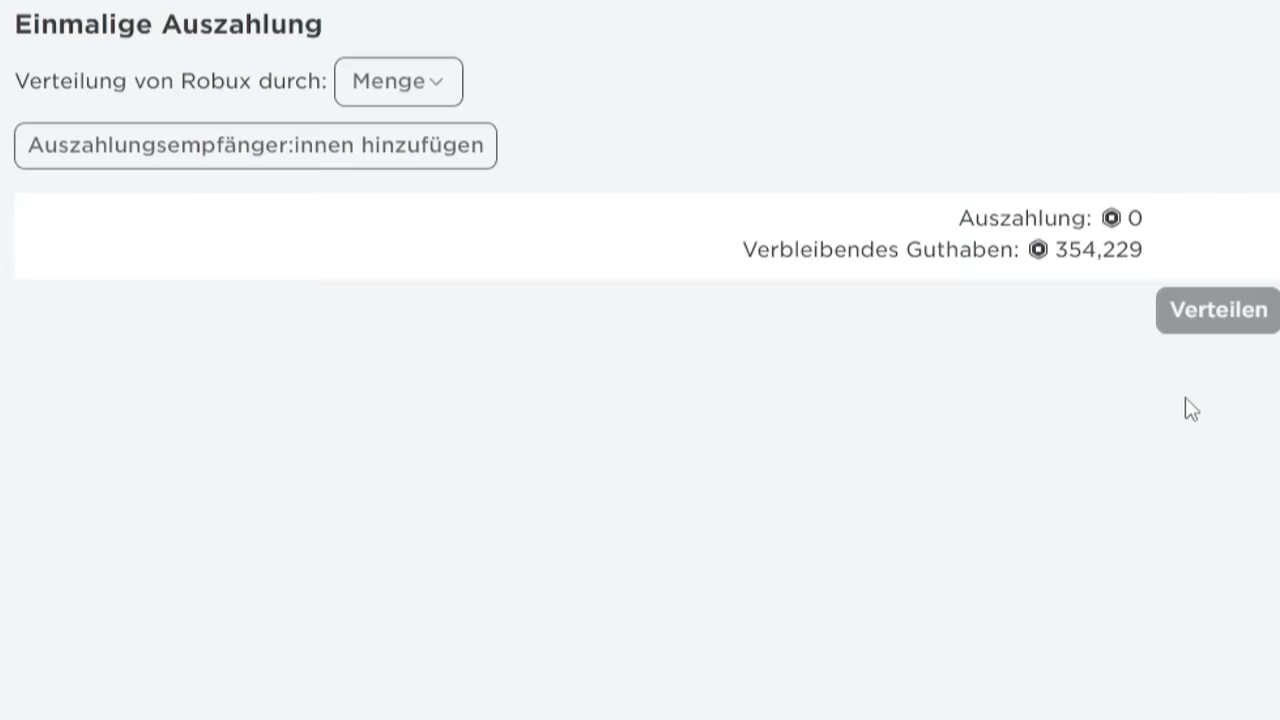 Einmalige Auszahlung
Verteilung von Robux durch: Menge
Auszahlungsempfänger:innen hinzufügen
Auszahlung: 0
Verbleibendes Guthaben: 354,229
Verteilen